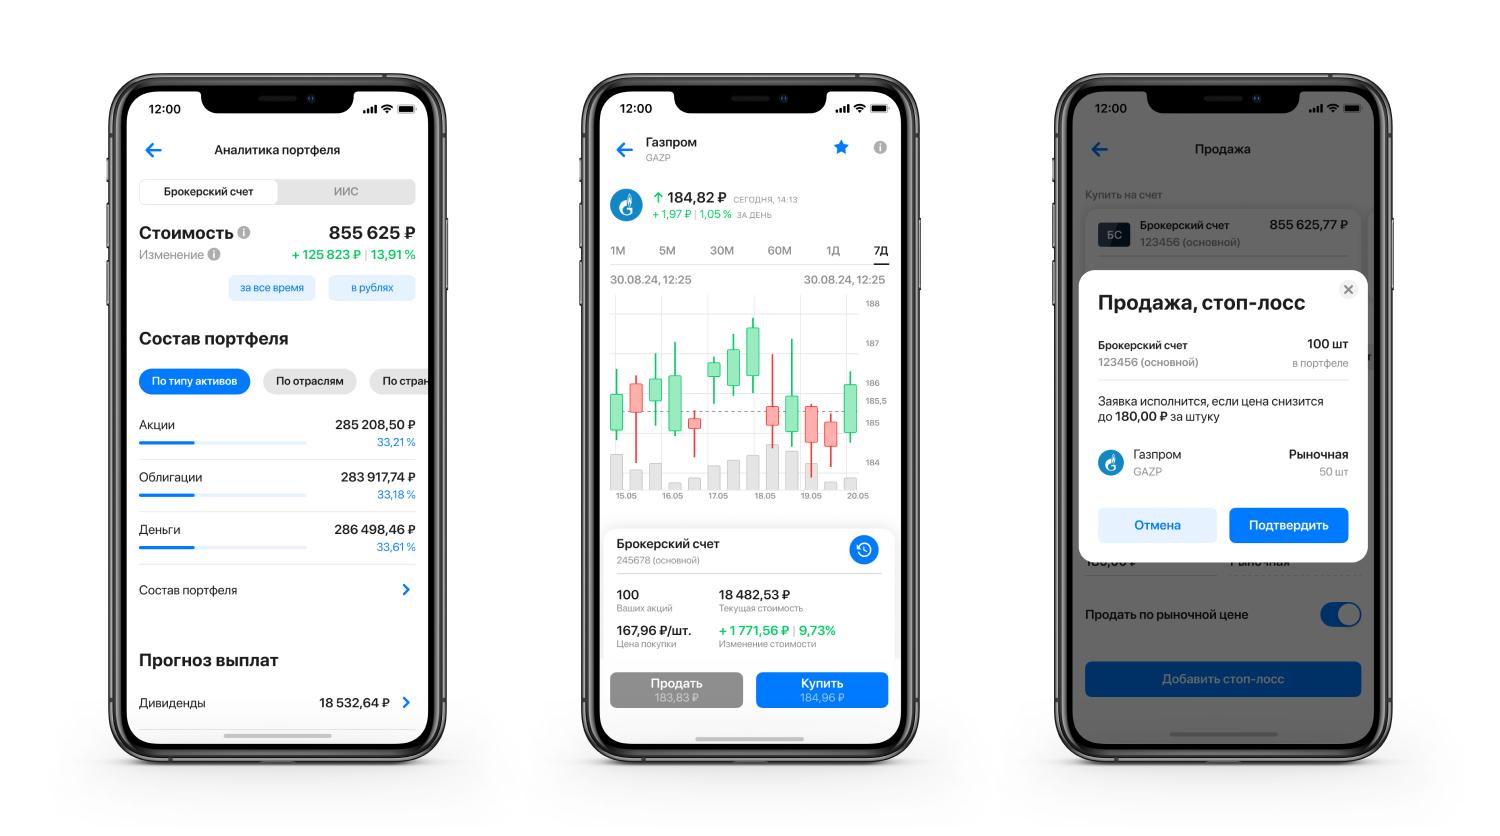 12:00
Аналитика портфеля
Брокерский счет
ИИС
Стоимость
855 625 ₽
Изменение
+ 125 823 ₽ | 13,91 %
за все время
в рублях
Состав портфеля
По типу активов
По отраслям
По стран
Акции
285 208,50 ₽
33,21 %
Облигации
283 917,74 ₽
33,18 %
Деньги
286 498,46 ₽
33,61 %
Состав портфеля
Прогноз выплат
Дивиденды
18 532,64 ₽
12:00
Газпром
GAZP
184,82 ₽ СЕГОДНЯ, 14:13
+ 1,97 ₽ | 1,05 % ЗА ДЕНЬ
1М 5М 30М 60М 1Д 7Д
30.08.24, 12:25
30.08.24, 12:25
188
187
186
185,5
185
184
15.05 16.05 17.05 18.05 19.05 20.05
Брокерский счет
245678 (основной)
100
Ваших акций
18 482,53 ₽
Текущая стоимость
167,96 ₽/шт.
Цена покупки
+ 1 771,56 ₽ | 9,73%
Изменение стоимости
Продать
183,83 ₽
Купить
184,96 ₽
12:00
Продажа
Купить на счет
БС
Брокерский счет
855 625,77 ₽
123456 (основной)
Продажа, стоп-лосс
Брокерский счет
100 шт
123456 (основной)
в портфеле
Заявка исполнится, если цена снизится
до 180,00 ₽ за штуку
Газпром
Рыночная
GAZP
50 шт
Отмена
Подтвердить
180,00 ₽
Рыночная
Продать по рыночной цене
Добавить стоп-лосс